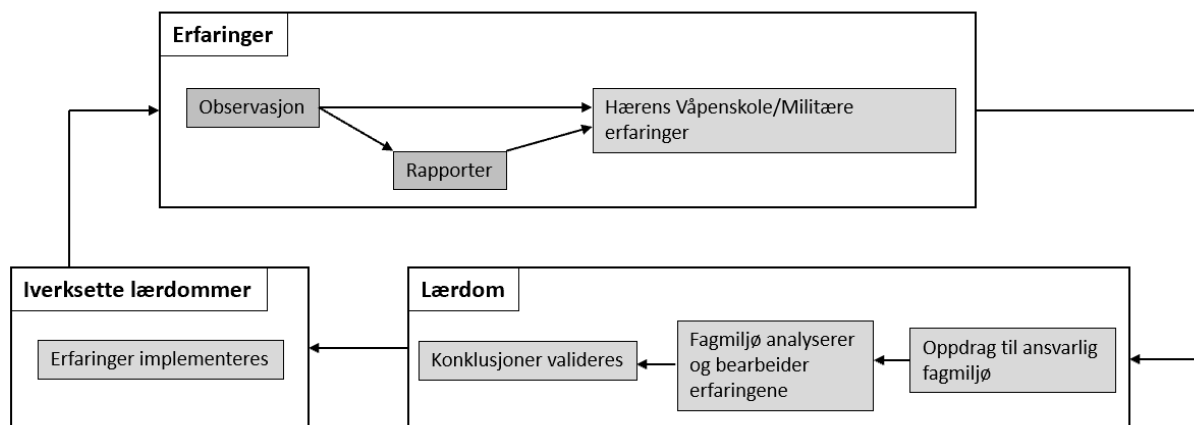 Erfaringer
Observasjon
Hærens Våpenskole/Militære
erfaringer
Rapporter
Iverksette lærdommer
Erfaringer implementeres
Lærdom
Konklusjoner valideres
Fagmiljø analyserer
og bearbeider
erfaringene
Oppdrag til ansvarlig
fagmiljø